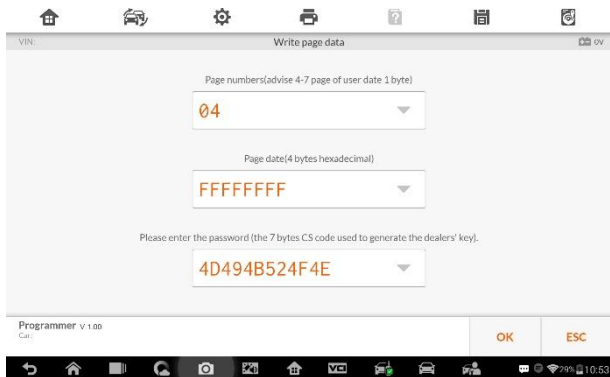 VIN:
Write page data
0V
Page numbers(advise 4-7 page of user date 1 byte)
04
Page date(4 bytes hexadecimal)
FFFFFFFF
Please enter the password (the 7 bytes CS code used to generate the dealers' key).
4D494B524F4E
Programmer V 1.00
Car:
OK
ESC
VCI
29% 10:53